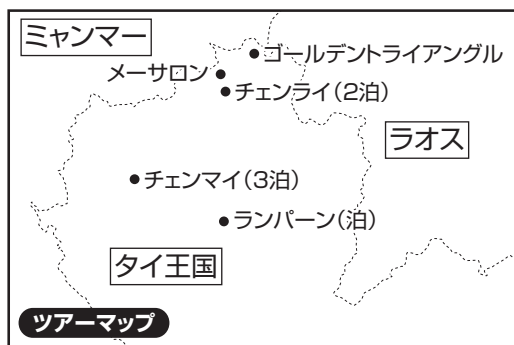 ミャンマー
ゴールデントライアングル
メーサロン
チェンライ（2泊）
ラオス
チェンマイ（3泊）
ランパーン（泊）
タイ王国
ツアーマップ